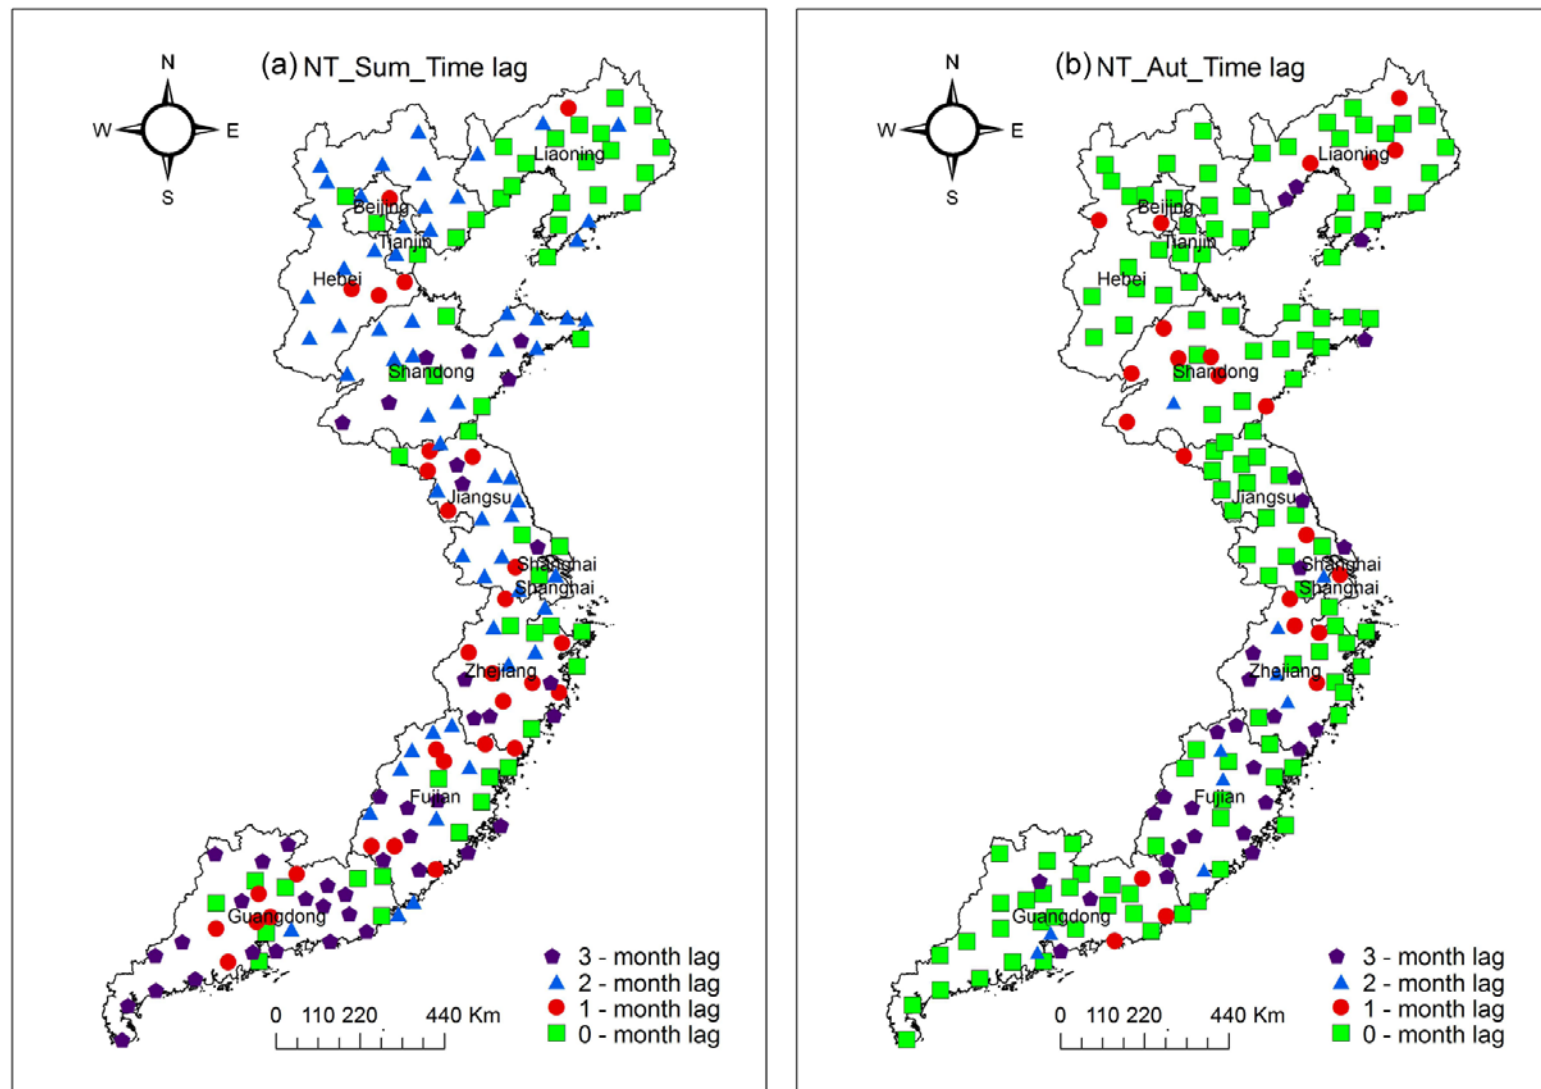 (a) NT_Sum_Time lag
N
W
E
S
Liaoning
Beijing
Tianjin
Hebei
Shandong
Jiangsu
Shanghai
Shanghai
Zhejiang
Fujian
Guangdong
3 - month lag
2 - month lag
1 - month lag
0 - month lag
0 110 220 440 Km
(b) NT_Aut_Time lag
N
W
E
S
Liaoning
Beijing
Tianjin
Hebei
Shandong
Jiangsu
Shanghai
Shanghai
Zhejiang
Fujian
Guangdong
3 - month lag
2 - month lag
1 - month lag
0 - month lag
0 110 220 440 Km